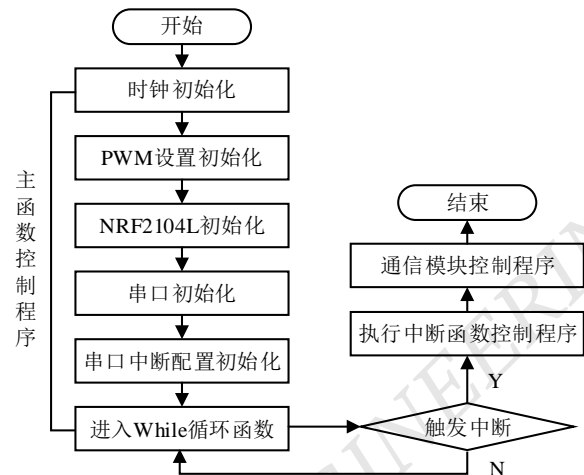 开始
时钟初始化
PWM设置初始化
NRF2104L初始化
串口初始化
串口中断配置初始化
进入While循环函数
主函数控制程序
触发中断
Y
N
执行中断函数控制程序
通信模块控制程序
结束
INEERIN